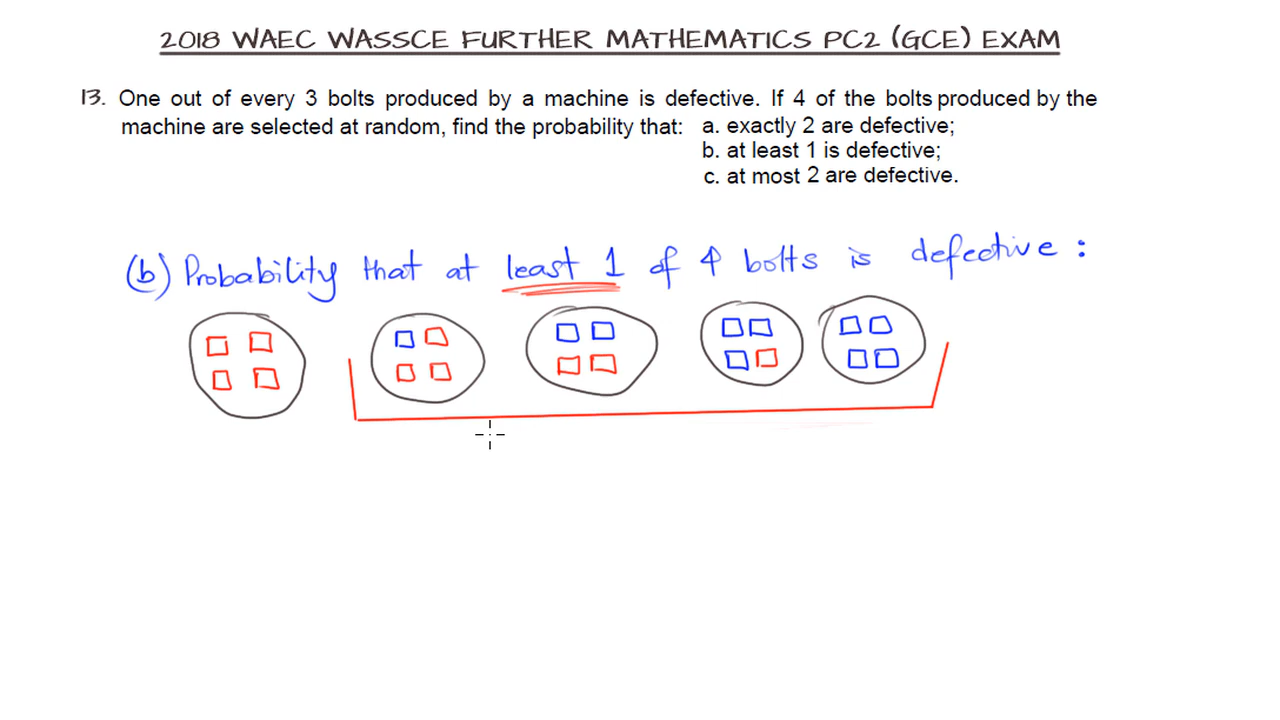 2018 WAEC WASSCE FURTHER MATHEMATICS PC2 (GCE) EXAM
13. One out of every 3 bolts produced by a machine is defective. If 4 of the bolts produced by the
machine are selected at random, find the probability that: a. exactly 2 are defective;
b. at least 1 is defective;
c. at most 2 are defective.
(b) Probability that at least 1 of 4 bolts is defective :